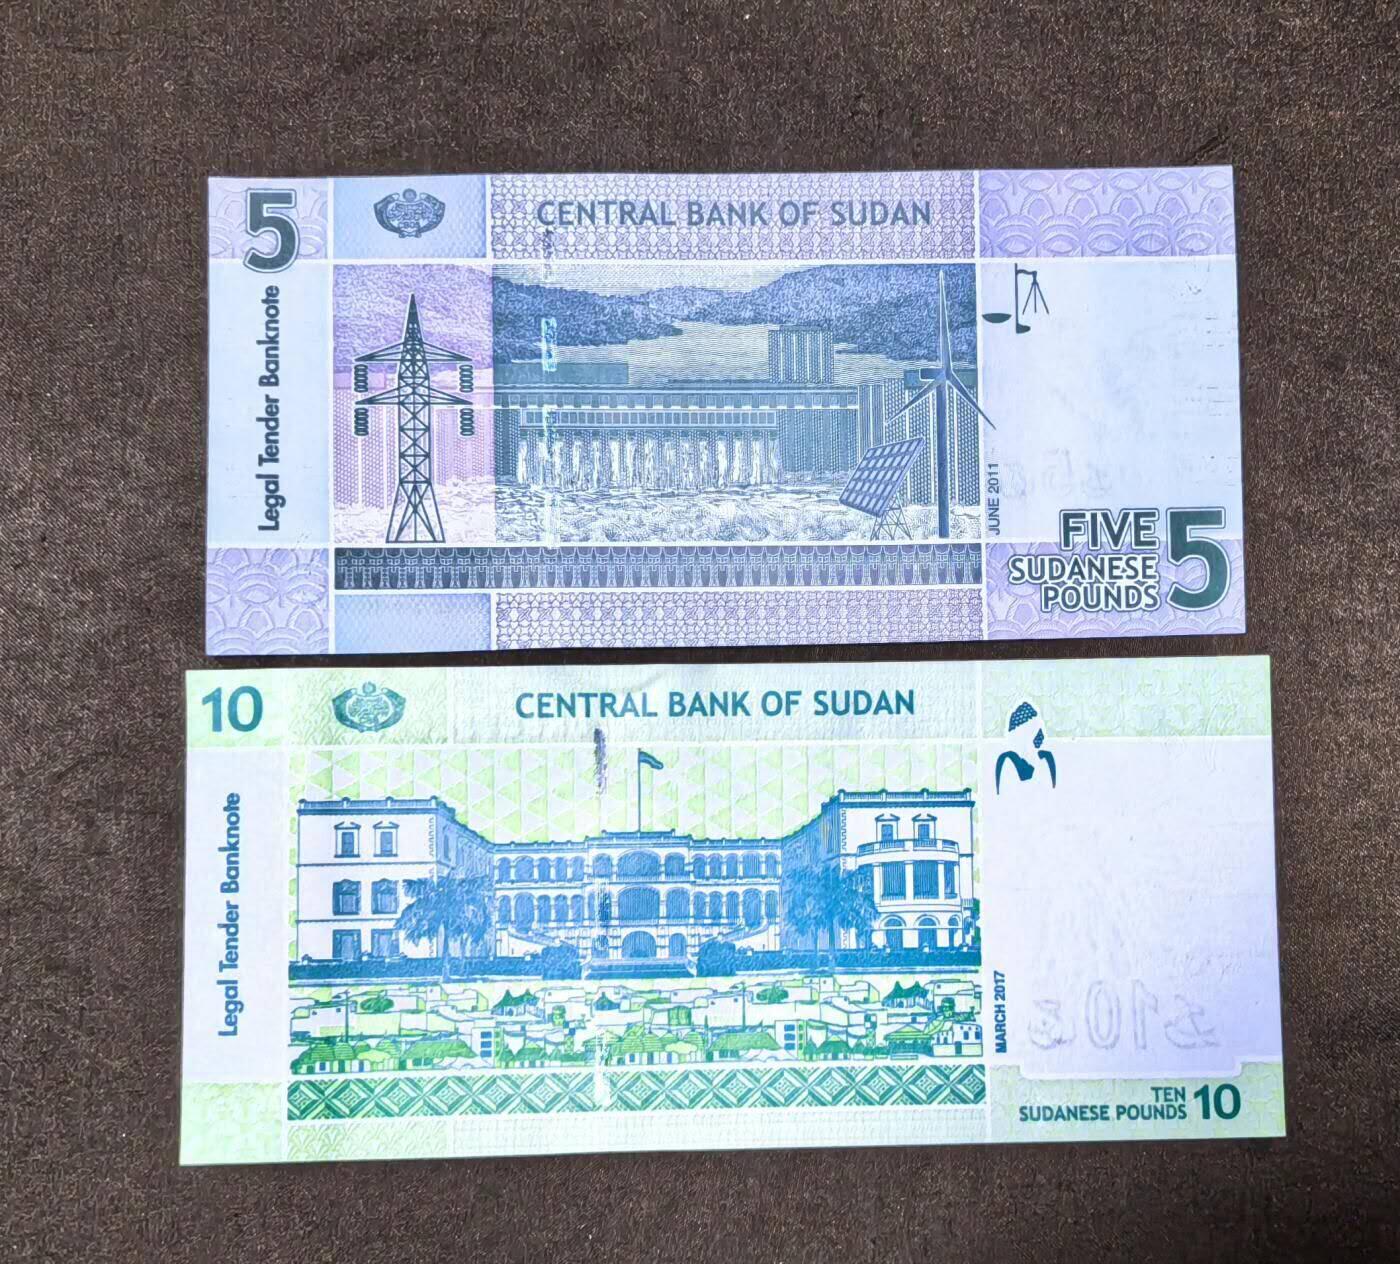 5
CENTRAL BANK OF SUDAN
Legal Tender Banknote
JUNE 2011
FIVE
SUDANESE
POUNDS
5
10
CENTRAL BANK OF SUDAN
Legal Tender Banknote
MARCH 2017
TEN
SUDANESE POUNDS 10